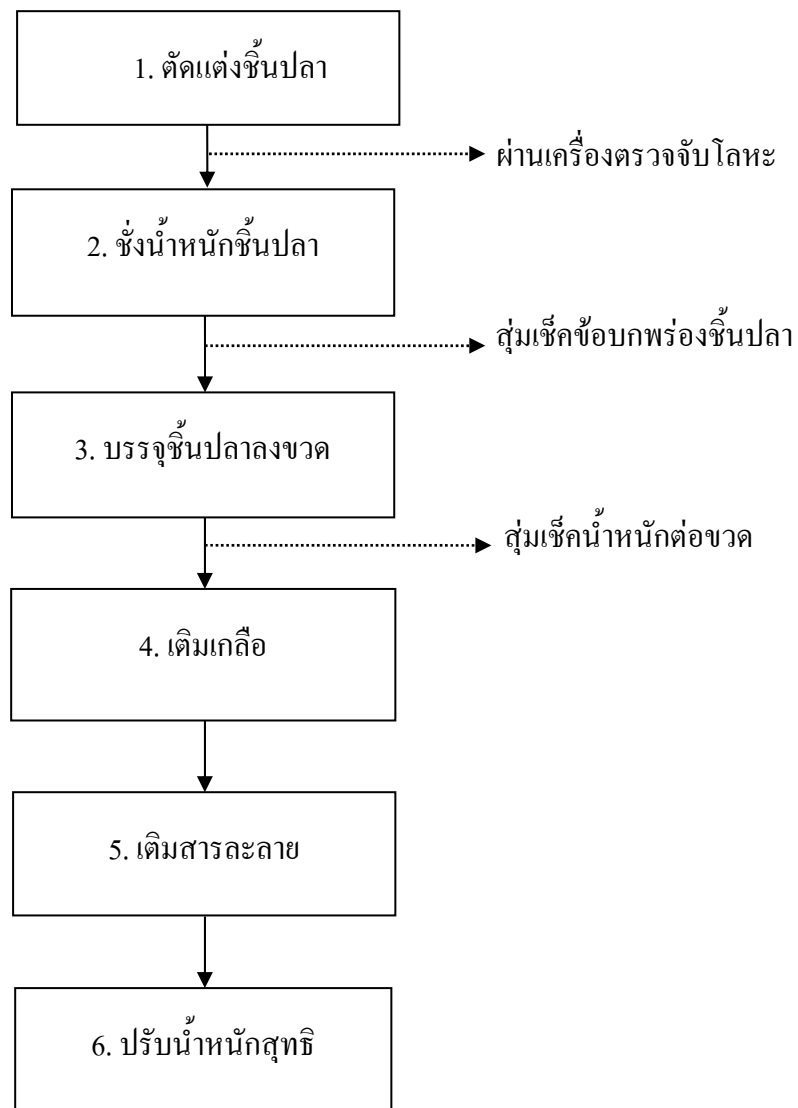 1. ตัดแต่งชิ้นปลา
ผ่านเครื่องตรวจจับโลหะ
2. ชั่งน้ำหนักชิ้นปลา
สุ่มเช็คข้อบกพร่องชิ้นปลา
3. บรรจุชิ้นปลาลงขวด
สุ่มเช็คน้ำหนักต่อขวด
4. เติมเกลือ
5. เติมสารละลาย
6. ปรับน้ำหนักสุทธิ